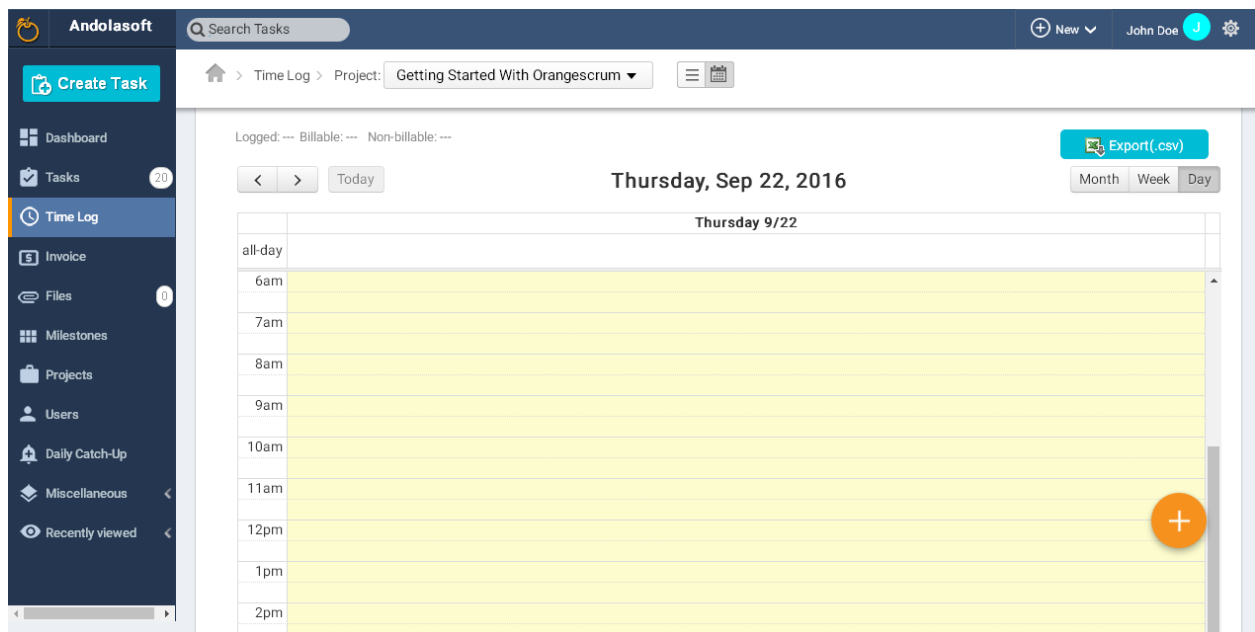 Andolasoft
Search Tasks
New
John Doe J
Create Task
Time Log Project: Getting Started With Orangescrum
Dashboard
Tasks 20
Time Log
Invoice
Files 0
Milestones
Projects
Users
Daily Catch-Up
Miscellaneous
Recently viewed
Logged: --- Billable: --- Non-billable: ---
Export(.csv)
Today
Thursday, Sep 22, 2016
Month Week Day
Thursday 9/22
all-day
6am
7am
8am
9am
10am
11am
12pm
1pm
2pm